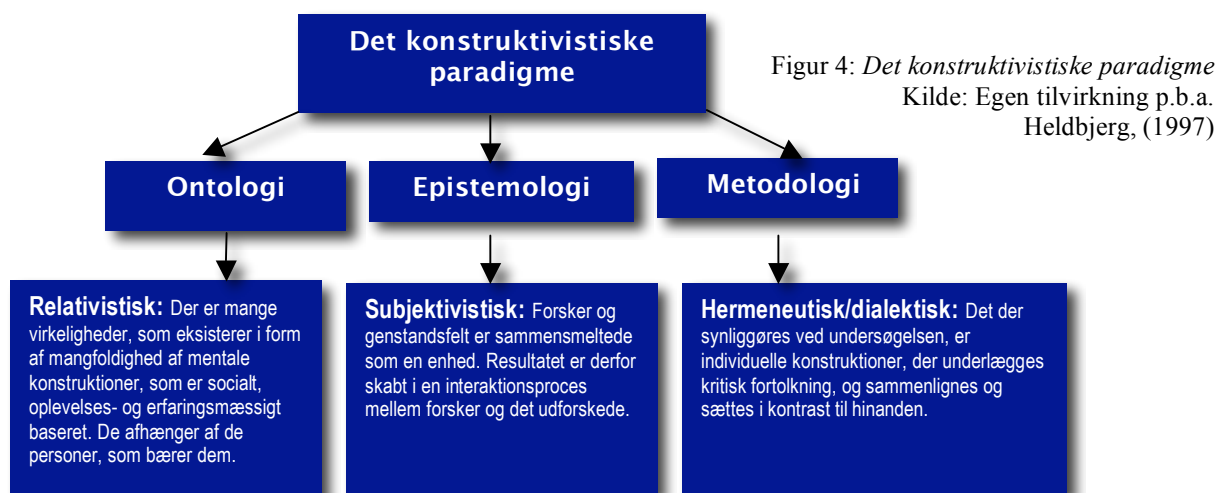 Det konstruktivistiske
paradigme
Figur 4: Det konstruktivistiske paradigme
Kilde: Egen tilvirkning p.b.a.
Heldbjerg, (1997)
Ontologi
Epistemologi
Metodologi
Relativistisk: Der er mange
virkeligheder, som eksisterer i form
af mangfoldighed af mentale
konstruktioner, som er socialt,
oplevelses- og erfaringsmæssigt
baseret. De afhænger af de
personer, som bærer dem.
Subjektivistisk: Forsker og
genstandsfelt er sammensmeltede
som en enhed. Resultatet er derfor
skabt i en interaktionsproces
mellem forsker og det udforskede.
Hermeneutisk/dialektisk: Det der
synliggøres ved undersøgelsen, er
individuelle konstruktioner, der underlægges
kritisk fortolkning, og sammenlignes og
sættes i kontrast til hinanden.